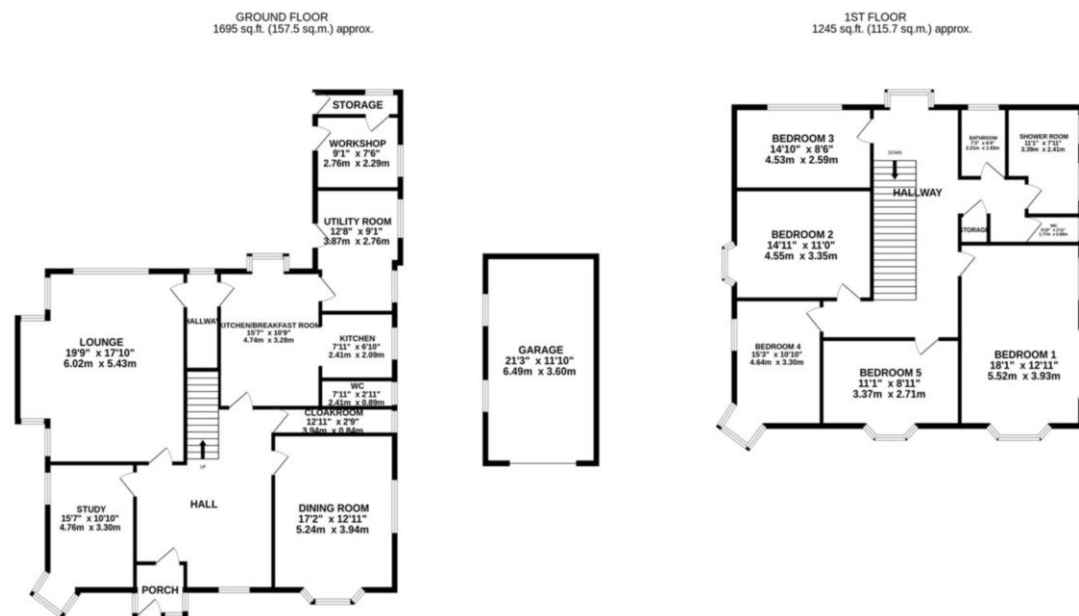 GROUND FLOOR
1695 sq.ft. (157.5 sq.m.) approx.
STORAGE
WORKSHOP
9'1" x 7'6"
2.76m x 2.29m
UTILITY ROOM
12'8" x 9'1"
3.87m x 2.76m
LOUNGE
19'9" x 17'10"
6.02m x 5.43m
HALLWAY
KITCHEN/BREAKFAST ROOM
15'7" x 10'9"
4.74m x 3.28m
KITCHEN
7'11" x 6'10"
2.41m x 2.09m
WC
7'11" x 2'11"
2.41m x 0.89m
CLOAKROOM
12'11" x 2'9"
3.94m x 0.84m
UP
HALL
STUDY
15'7" x 10'10"
4.76m x 3.30m
DINING ROOM
17'2" x 12'11"
5.24m x 3.94m
PORCH
GARAGE
21'3" x 11'10"
6.49m x 3.60m
1ST FLOOR
1245 sq.ft. (115.7 sq.m.) approx.
BEDROOM 3
14'10" x 8'6"
4.53m x 2.59m
DOWN
HALLWAY
BATHROOM
SHOWER ROOM
11'1" x 7'11"
3.39m x 2.41m
STORAGE
WC
BEDROOM 2
14'11" x 11'0"
4.55m x 3.35m
BEDROOM 4
15'3" x 10'10"
4.64m x 3.30m
BEDROOM 5
11'1" x 8'11"
3.37m x 2.71m
BEDROOM 1
18'1" x 12'11"
5.52m x 3.93m